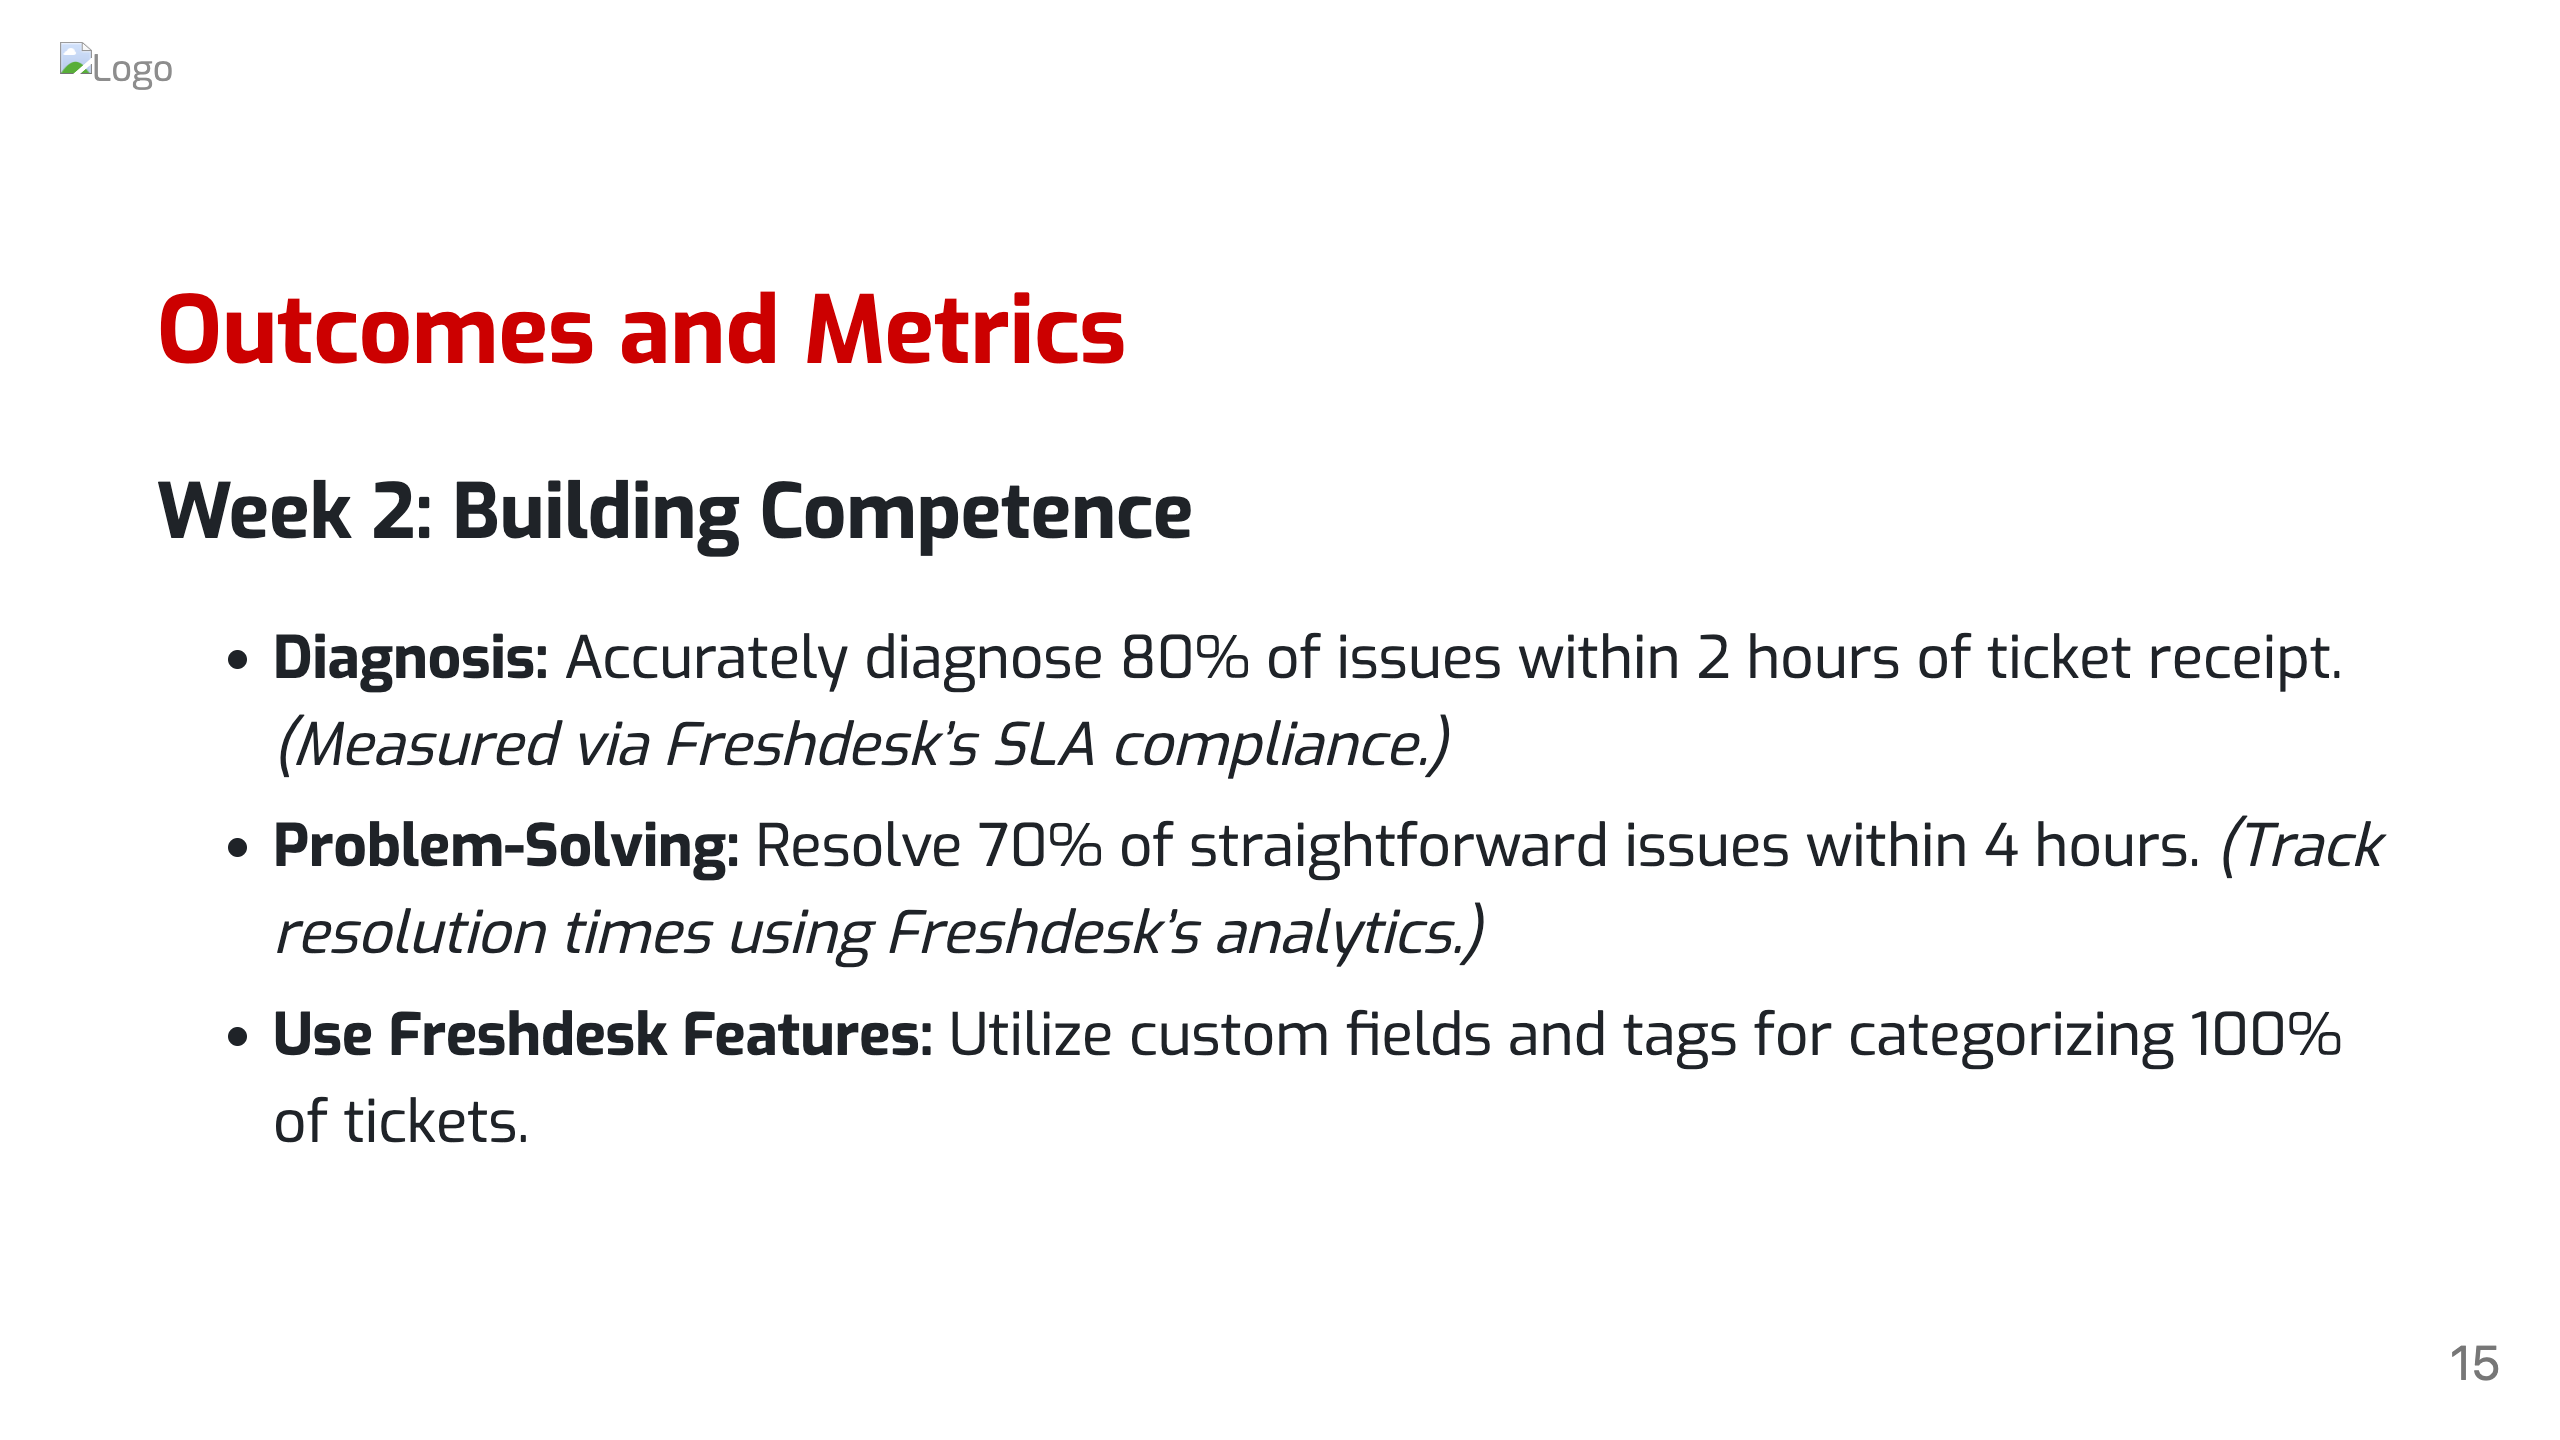 Logo
Outcomes and Metrics
Week 2: Building Competence
• Diagnosis: Accurately diagnose 80% of issues within 2 hours of ticket receipt.
(Measured via Freshdesk’s SLA compliance.)
• Problem-Solving: Resolve 70% of straightforward issues within 4 hours. (Track
resolution times using Freshdesk’s analytics.)
• Use Freshdesk Features: Utilize custom fields and tags for categorizing 100%
of tickets.
15